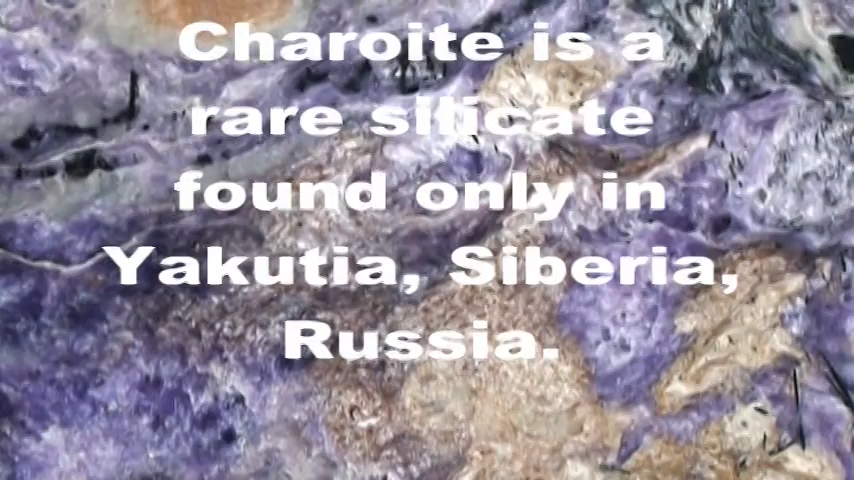 Charoite is a
rare silicate
found only in
Yakutia, Siberia,
Russia.